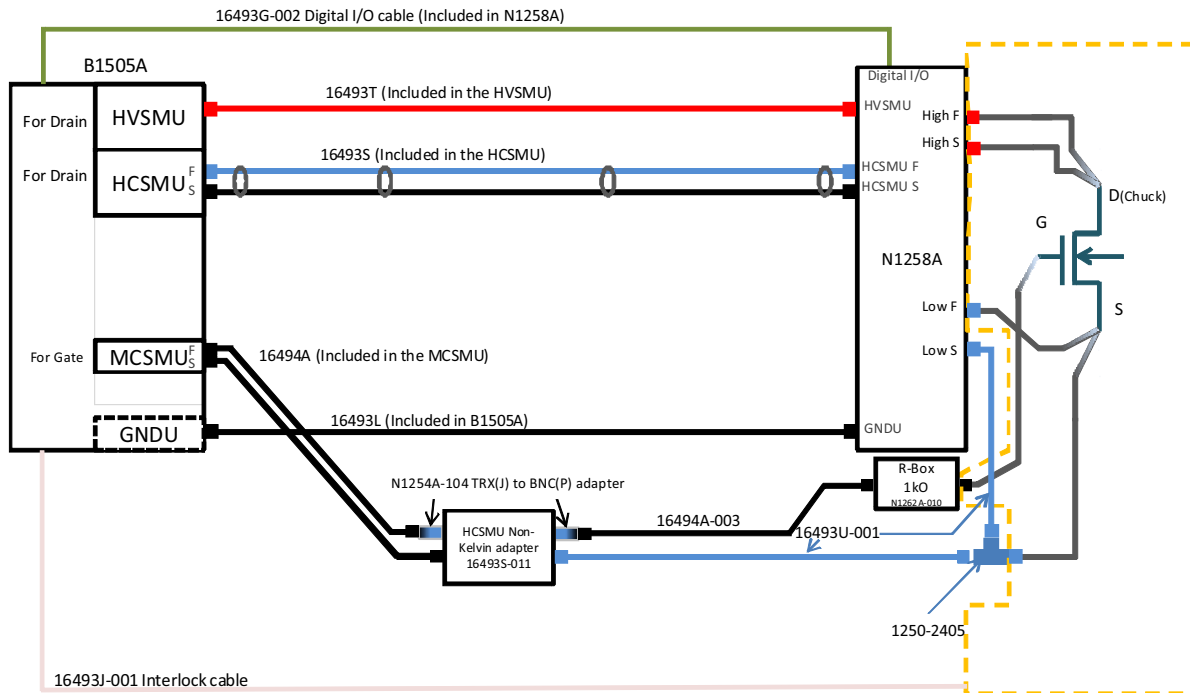 16493G-002 Digital I/O cable (Included in N1258A)
B1505A
Digital I/O
For Drain
HVSMU
16493T (Included in the HVSMU)
HVSMU
High F
High S
For Drain
HCSMU
F
S
16493S (Included in the HCSMU)
HCSMU F
HCSMU S
D(Chuck)
G
N1258A
Low F
S
Low S
For Gate
MCSMU
F
S
16494A (Included in the MCSMU)
GNDU
16493L (Included in B1505A)
GNDU
R-Box
1kO
N1262A-010
N1254A-104 TRX(J) to BNC(P) adapter
16494A-003
16493U-001
HCSMU Non-
Kelvin adapter
16493S-011
1250-2405
16493J-001 Interlock cable